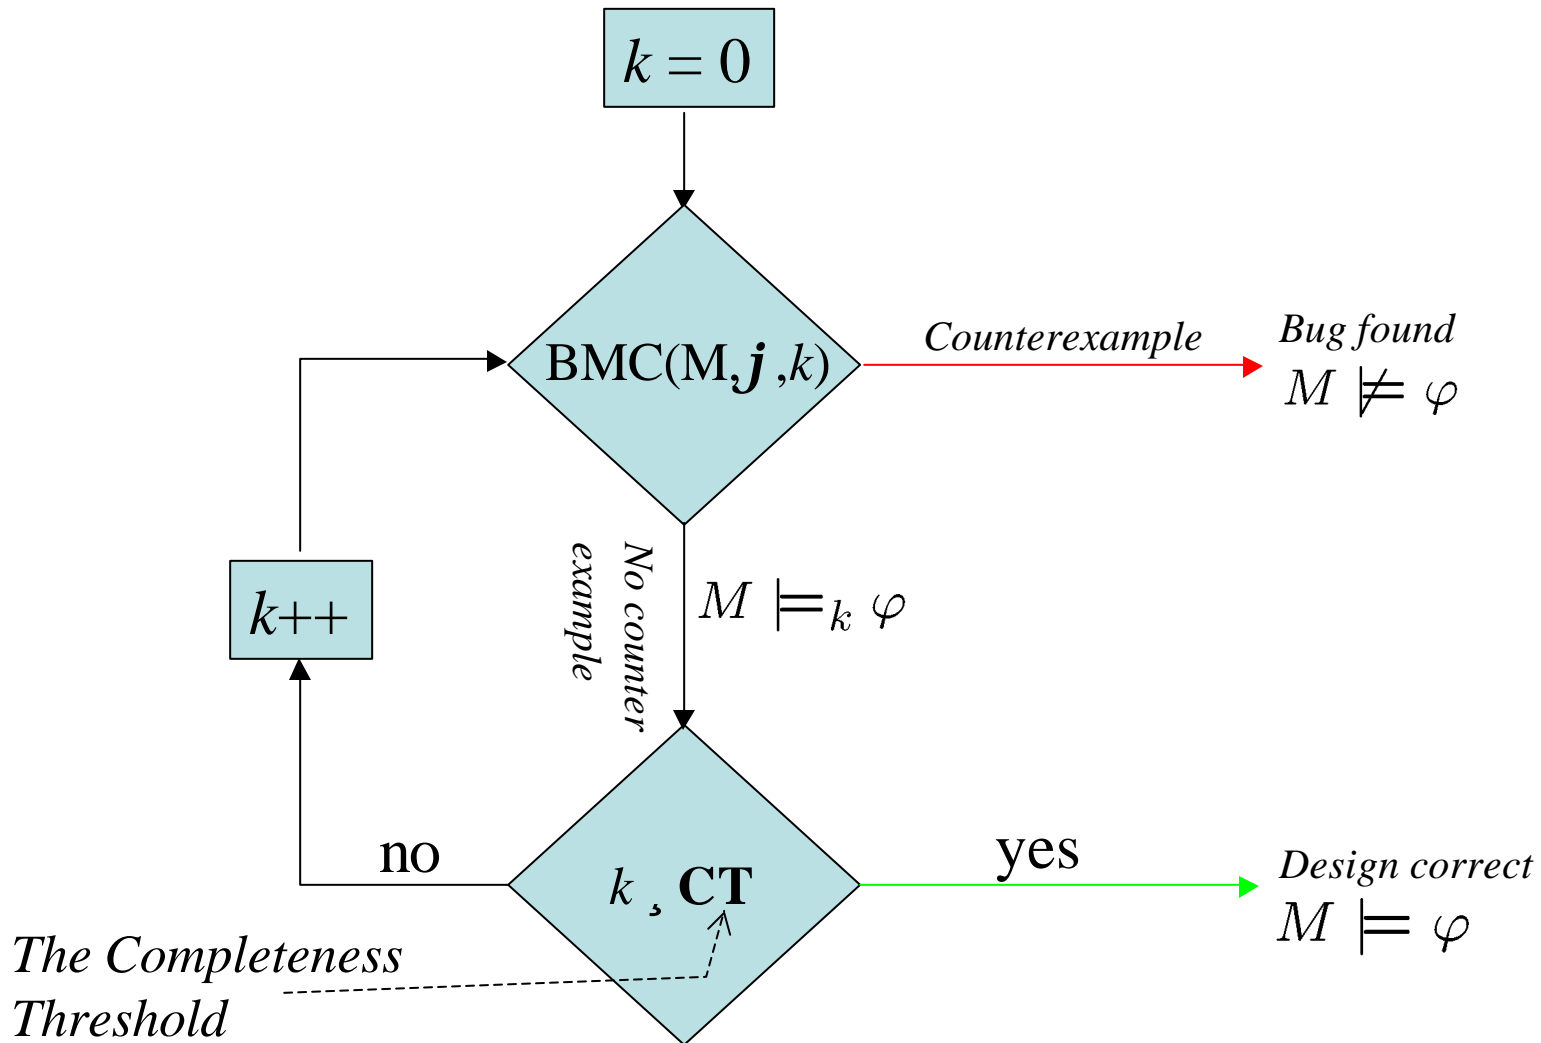 k = 0
BMC(M,j ,k)
Counterexample
Bug found
M ⊭ φ
No counter
example
M ⊨k φ
k++
no
k ¸ CT
yes
Design correct
M ⊨ φ
The Completeness
Threshold